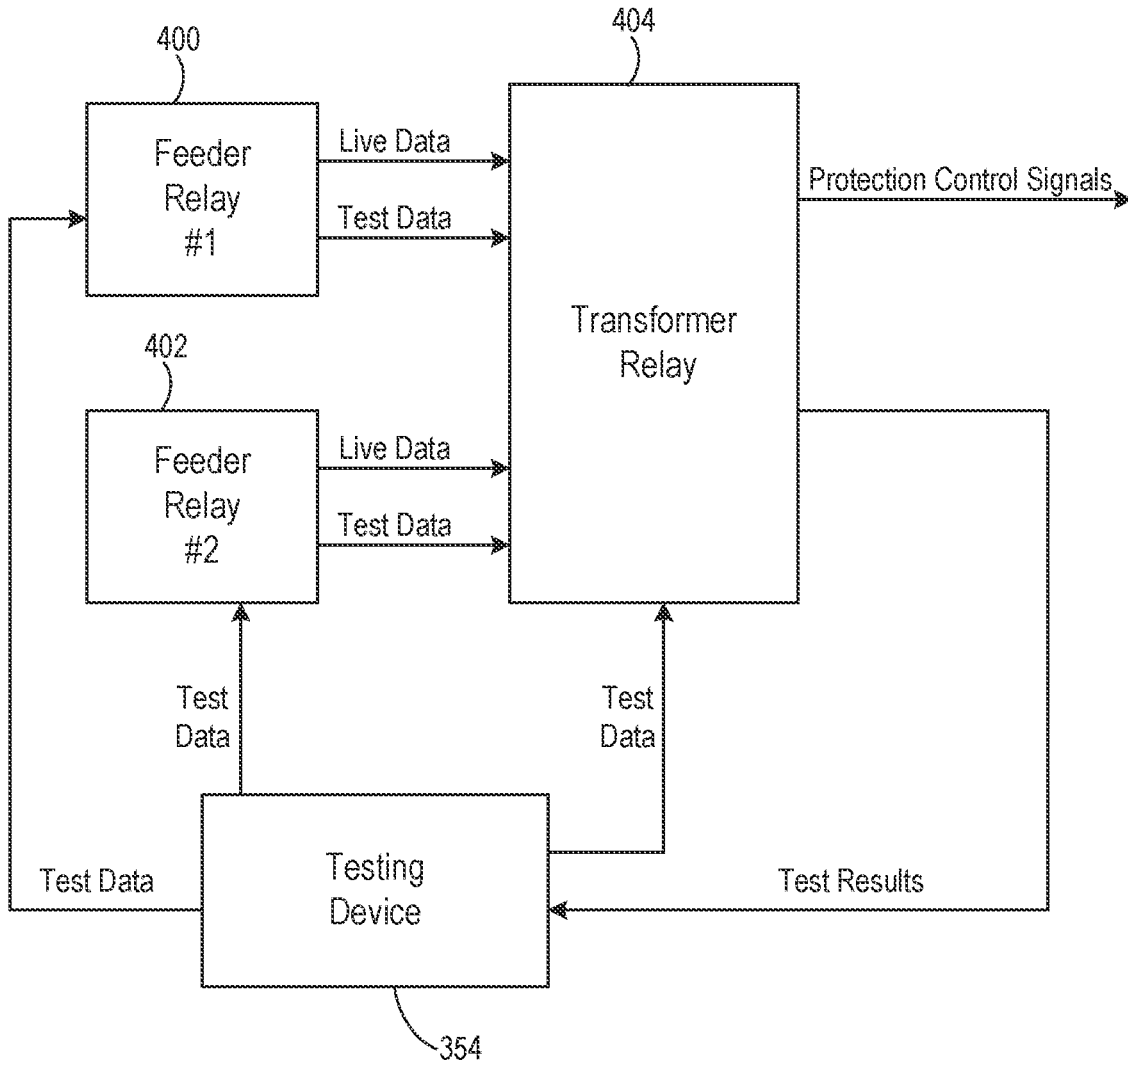 400
404
Feeder
Relay
#1
Live Data
Test Data
Protection Control Signals
Transformer
Relay
402
Feeder
Relay
#2
Live Data
Test Data
Test
Data
Test
Data
Testing
Device
Test Data
Test Results
354